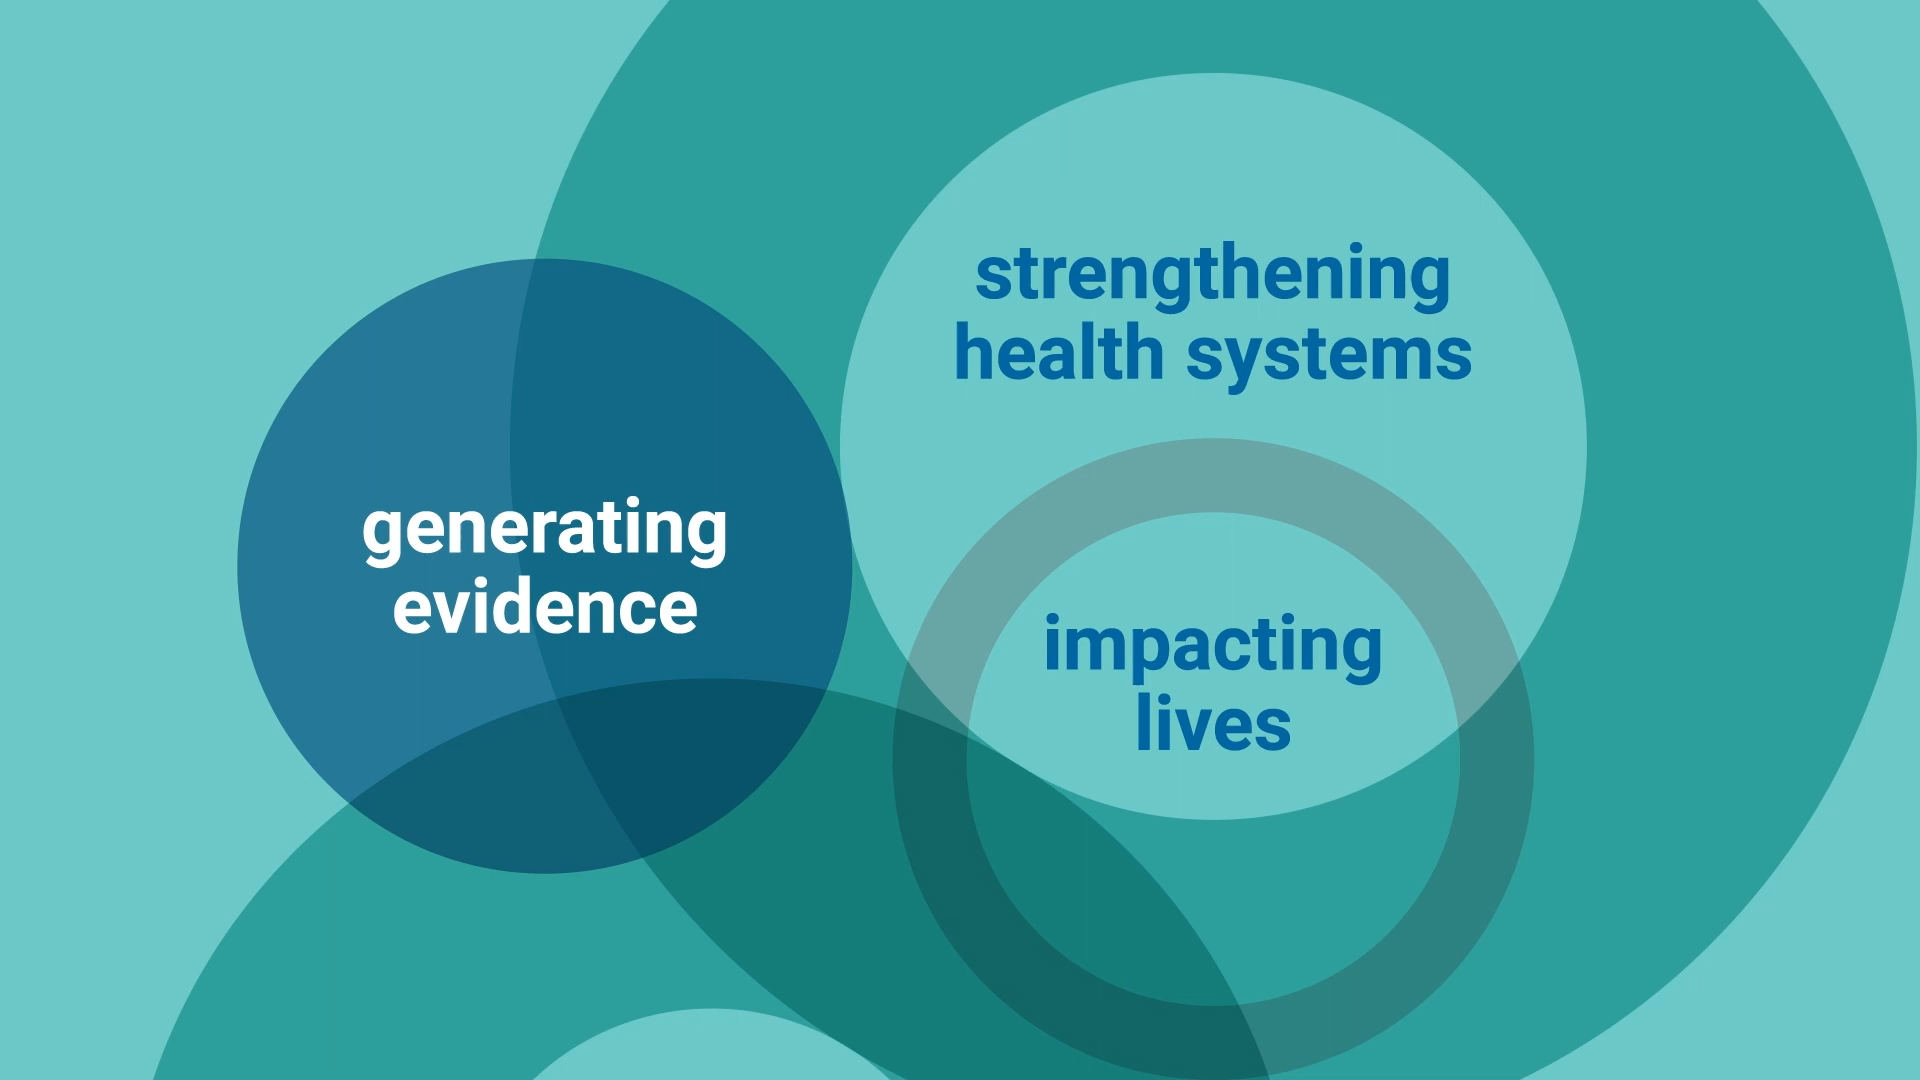 generating
evidence
strengthening
health systems
impacting
lives